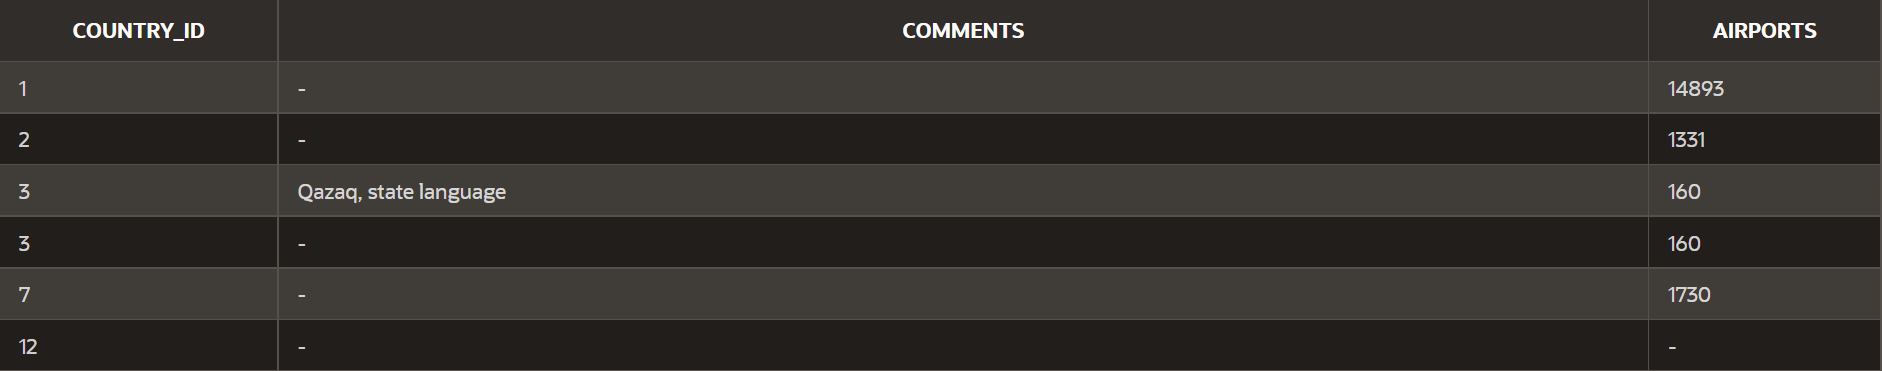 COUNTRY_ID COMMENTS AIRPORTS
1 - 14893
2 - 1331
3 Qazaq, state language 160
3 - 160
7 - 1730
12 - -